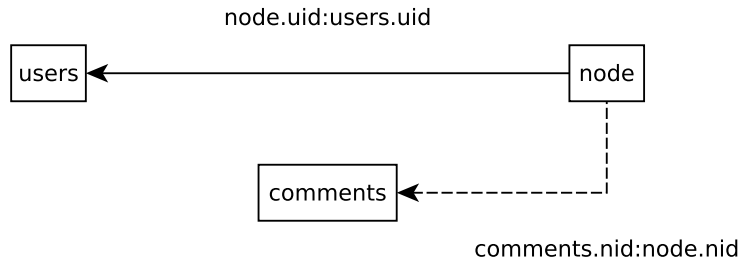 node.uid:users.uid
users
node
comments
comments.nid:node.nid